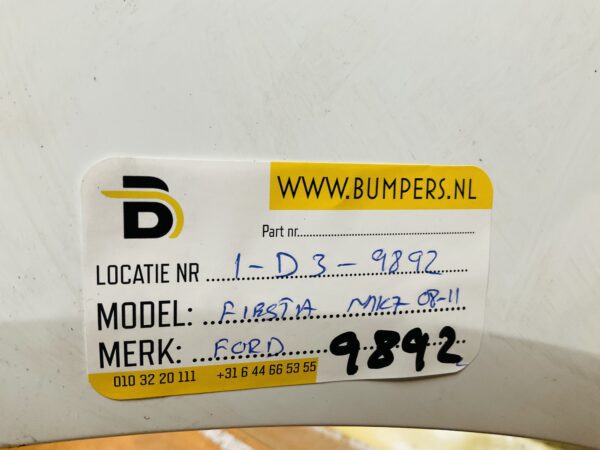 WWW.BUMPERS.NL
B
Part nr.
LOCATIE NR 1-D3-9892
MODEL: FIESTA MK7 08-11
MERK: FORD 9892
010 32 20 111 +31 6 44 66 53 55